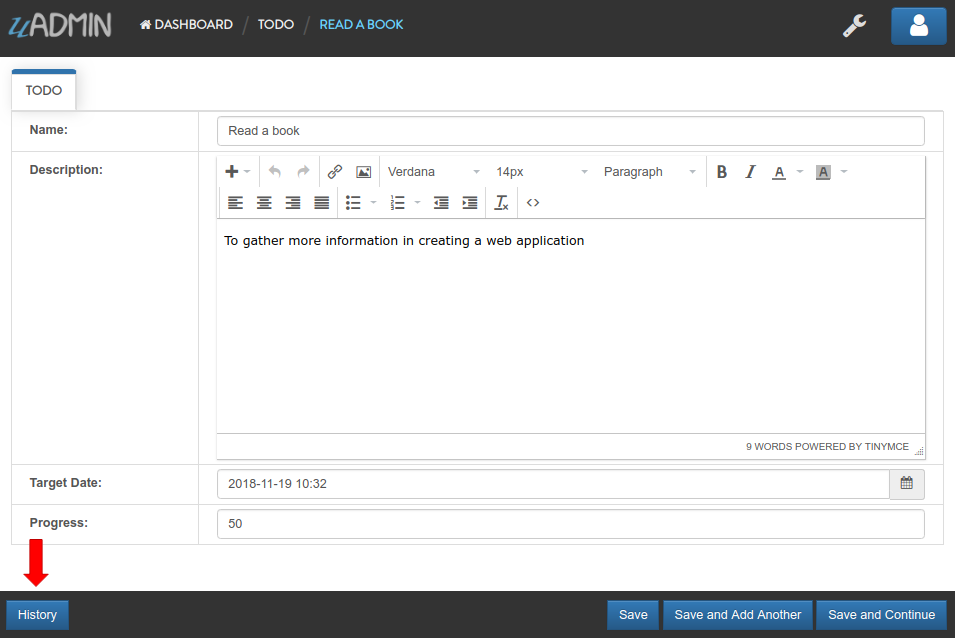 uADMIN DASHBOARD / TODO / READ A BOOK
TODO
Name: Read a book
Description:
Verdana 14px Paragraph B I A A
To gather more information in creating a web application
9 WORDS POWERED BY TINYMCE
Target Date: 2018-11-19 10:32
Progress: 50
History Save Save and Add Another Save and Continue